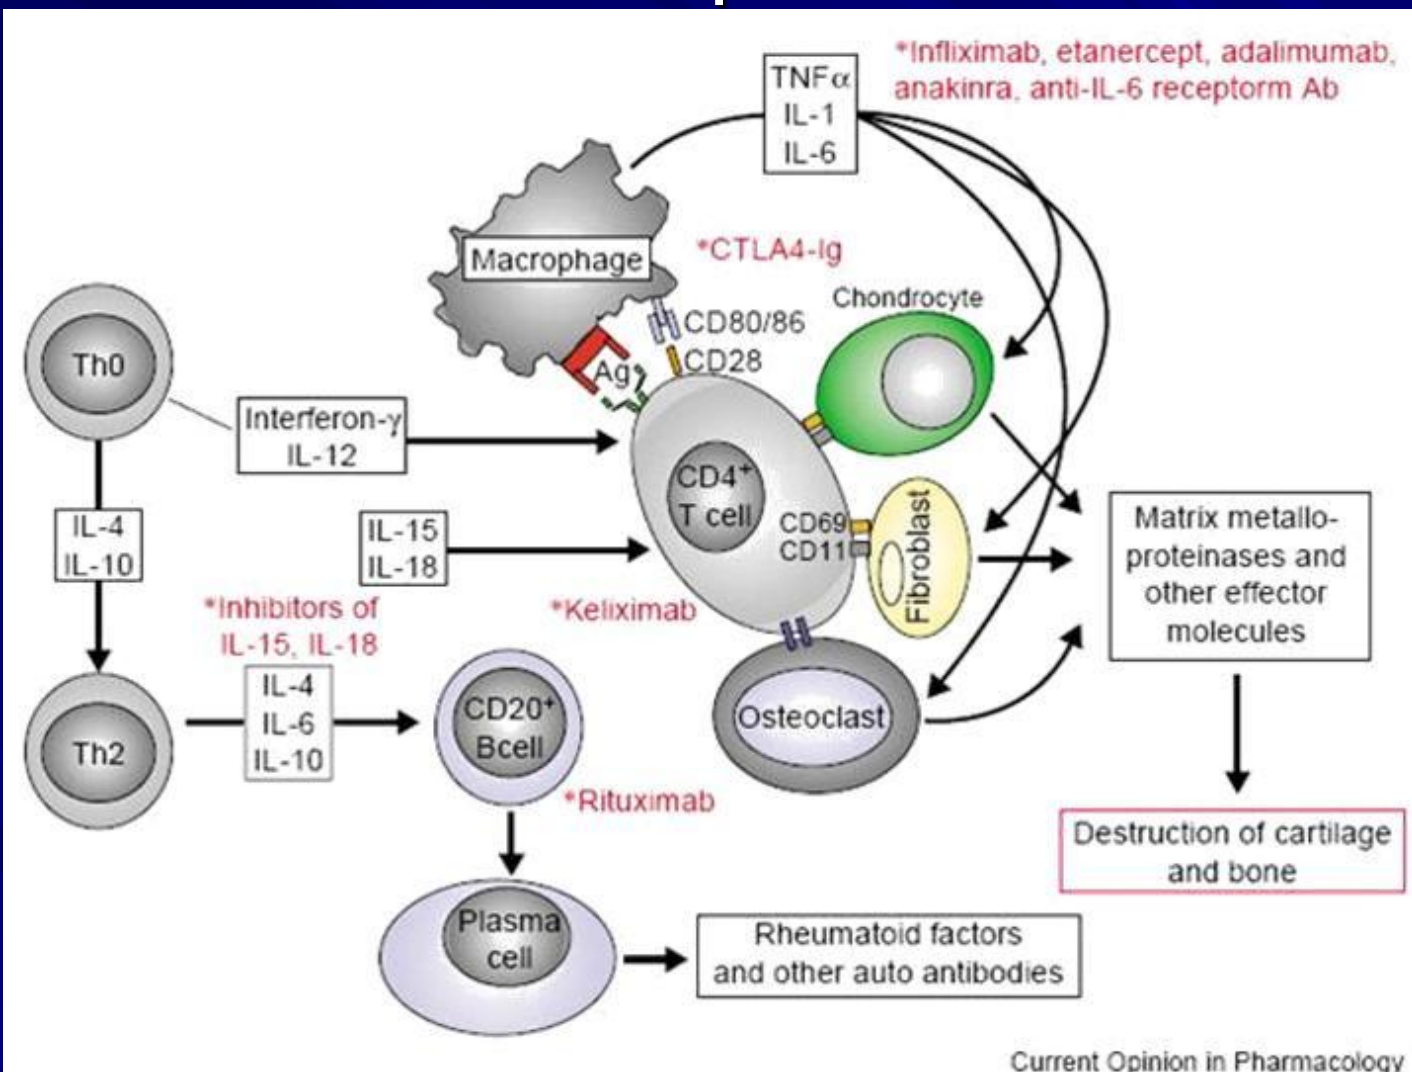 *Infliximab, etanercept, adalimumab,
anakinra, anti-IL-6 receptorm Ab
TNFα
IL-1
IL-6
Macrophage
*CTLA4-Ig
Chondrocyte
CD80/86
CD28
Ag
Th0
Interferon-γ
IL-12
CD4+
T cell
IL-4
IL-10
IL-15
IL-18
CD69
CD11
Fibroblast
Matrix metallo-
proteinases and
other effector
molecules
*Inhibitors of
IL-15, IL-18
*Keliximab
IL-4
IL-6
IL-10
CD20+
Bcell
Osteoclast
Th2
*Rituximab
Destruction of cartilage
and bone
Plasma
cell
Rheumatoid factors
and other auto antibodies
Current Opinion in Pharmacology